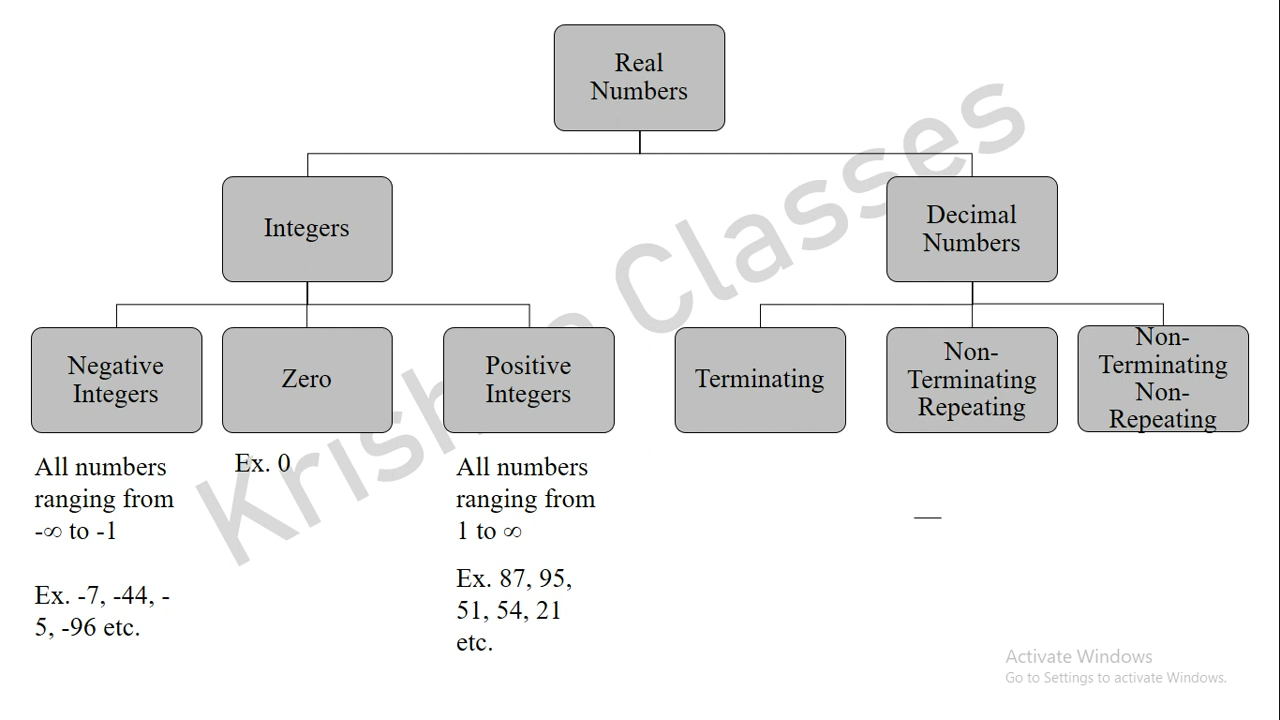 Real
Numbers
Integers
Decimal
Numbers
Negative
Integers
Zero
Positive
Integers
Terminating
Non-
Terminating
Repeating
Non-
Terminating
Non-
Repeating
All numbers
ranging from
-∞ to -1
Ex. -7, -44, -
5, -96 etc.
Ex. 0
All numbers
ranging from
1 to ∞
Ex. 87, 95,
51, 54, 21
etc.
Classes
Activate Windows
Go to Settings to activate Windows.